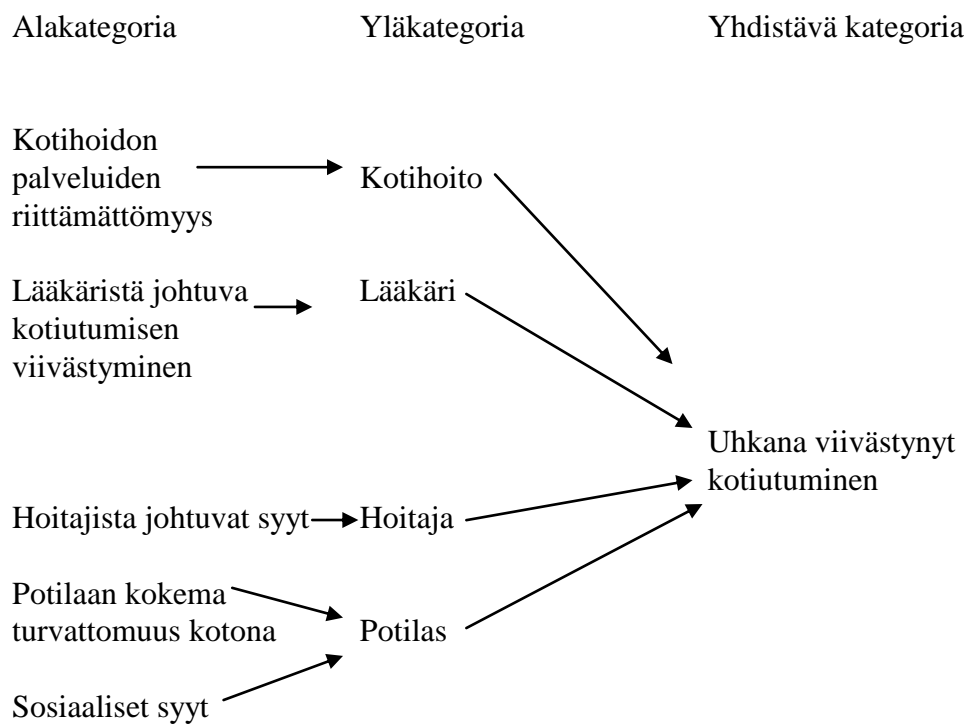 Alakategoria Yläkategoria Yhdistävä kategoria
Kotihoidon
palveluiden Kotihoito
riittämättömyys
Lääkäristä johtuva Lääkäri
kotiutumisen
viivästyminen
Uhkana viivästynyt
kotiutuminen
Hoitajista johtuvat syyt Hoitaja
Potilaan kokema
turvattomuus kotona Potilas
Sosiaaliset syyt